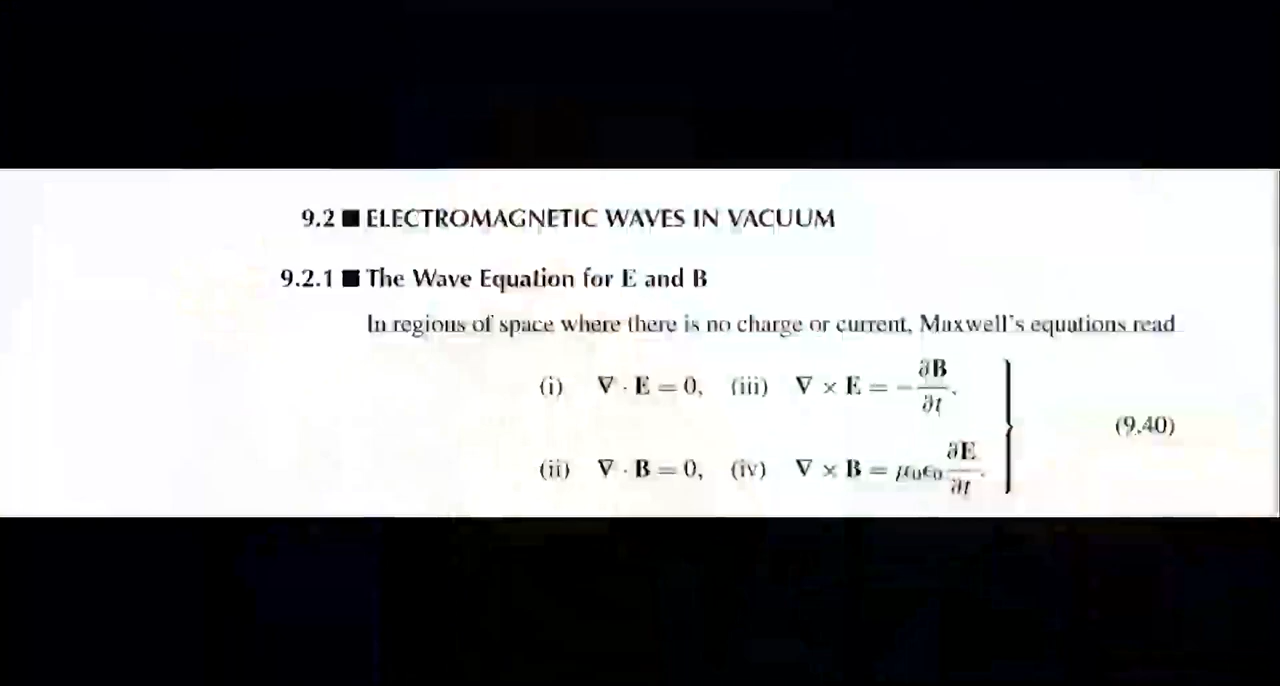 9.2 ■ ELECTROMAGNETIC WAVES IN VACUUM
9.2.1 ■ The Wave Equation for E and B
In regions of space where there is no charge or current, Maxwell's equations read
(i) ∇ · E = 0, (iii) ∇ × E = −∂B/∂t,
(ii) ∇ · B = 0, (iv) ∇ × B = μ₀ϵ₀ ∂E/∂t.
(9.40)